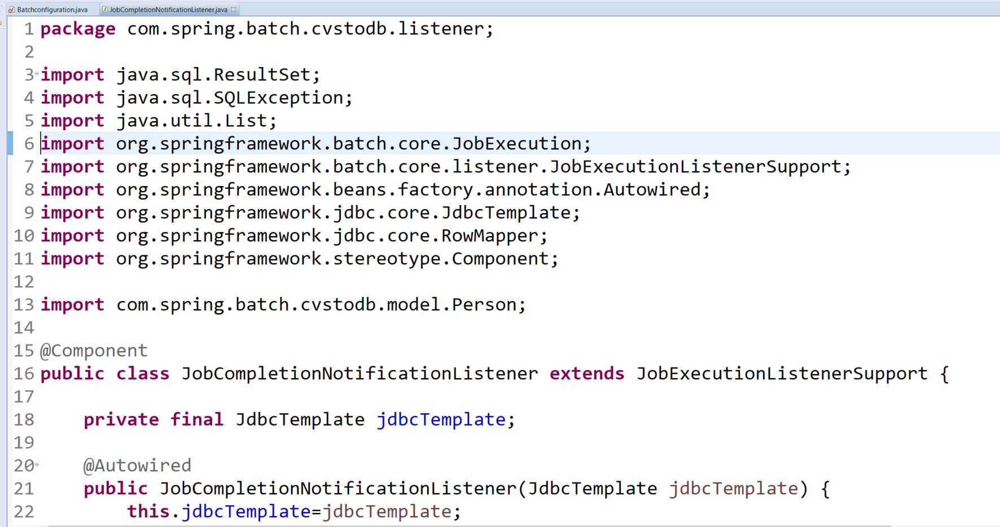 Batchconfiguration.java JobCompletionNotificationListener.java
1 package com.spring.batch.cvstodb.listener;
2
3 import java.sql.ResultSet;
4 import java.sql.SQLException;
5 import java.util.List;
6 import org.springframework.batch.core.JobExecution;
7 import org.springframework.batch.core.listener.JobExecutionListenerSupport;
8 import org.springframework.beans.factory.annotation.Autowired;
9 import org.springframework.jdbc.core.JdbcTemplate;
10 import org.springframework.jdbc.core.RowMapper;
11 import org.springframework.stereotype.Component;
12
13 import com.spring.batch.cvstodb.model.Person;
14
15 @Component
16 public class JobCompletionNotificationListener extends JobExecutionListenerSupport {
17
18     private final JdbcTemplate jdbcTemplate;
19
20     @Autowired
21     public JobCompletionNotificationListener(JdbcTemplate jdbcTemplate) {
22         this.jdbcTemplate=jdbcTemplate;